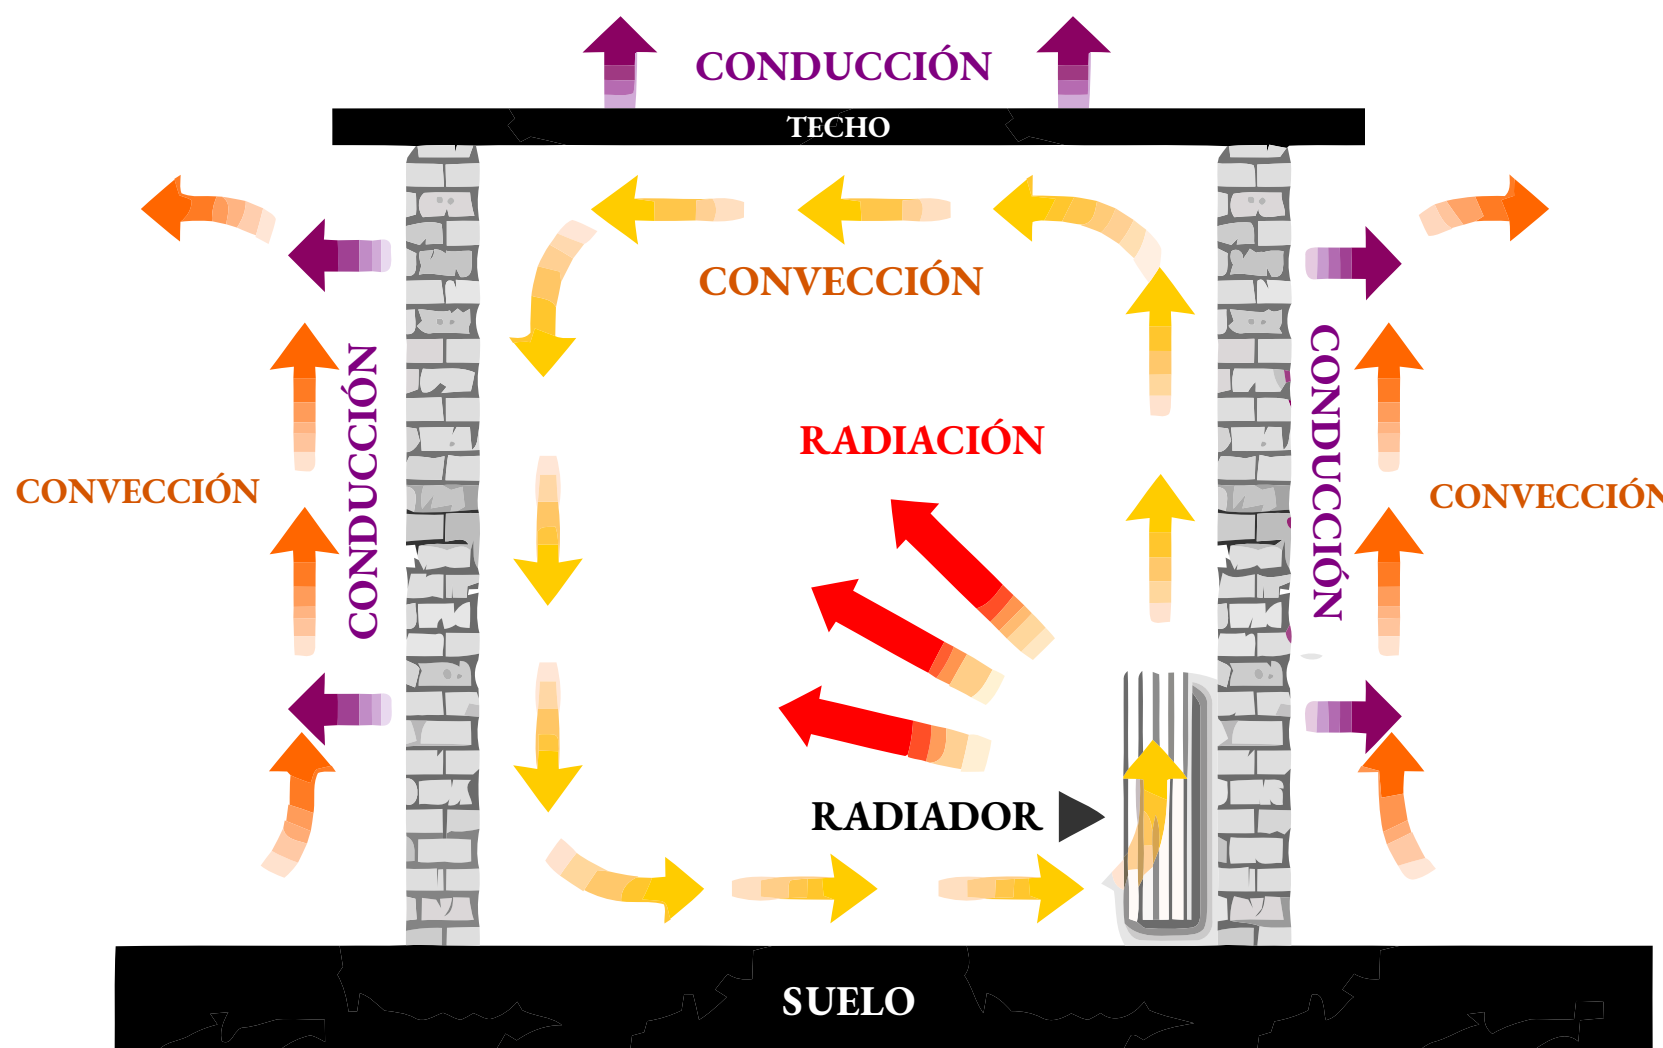 CONDUCCIÓN
TECHO
CONVECCIÓN
RADIACIÓN
CONDUCCIÓN
CONDUCCIÓN
CONVECCIÓN
CONVECCIÓN
RADIADOR
SUELO